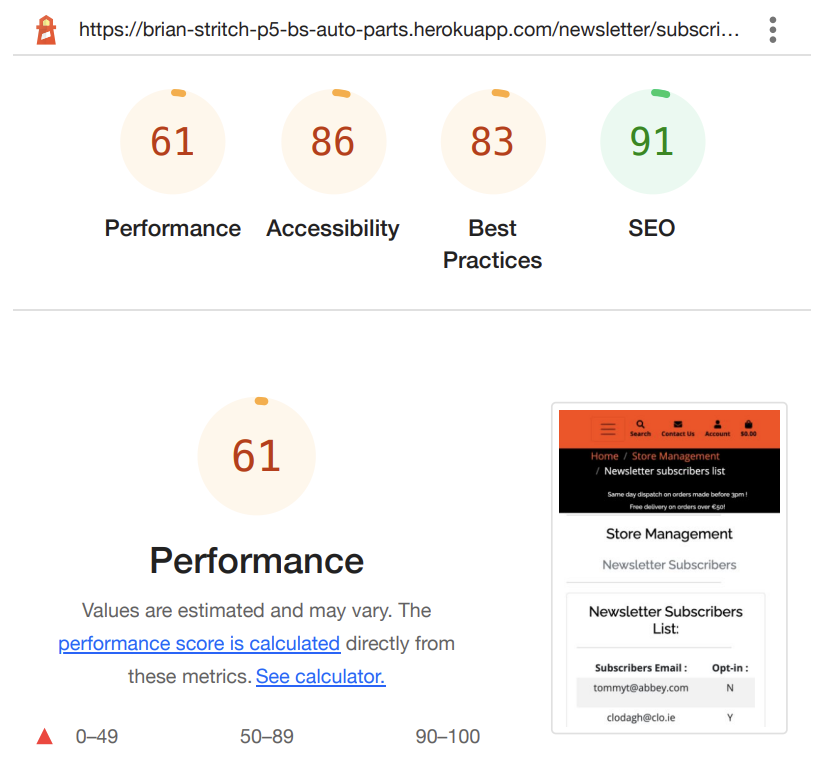 https://brian-stritch-p5-bs-auto-parts.herokuapp.com/newsletter/subscri...
61
86
83
91
Performance
Accessibility
Best
Practices
SEO
61
Performance
Values are estimated and may vary. The
performance score is calculated directly from
these metrics. See calculator.
0–49
50–89
90–100
Search
Contact Us
Account
$0.00
Home / Store Management
/ Newsletter subscribers list
Same day dispatch on orders made before 3pm !
Free delivery on orders over €50!
Store Management
Newsletter Subscribers
Newsletter Subscribers
List:
Subscribers Email : Opt-in :
tommyt@abbey.com N
clodagh@clo.ie Y